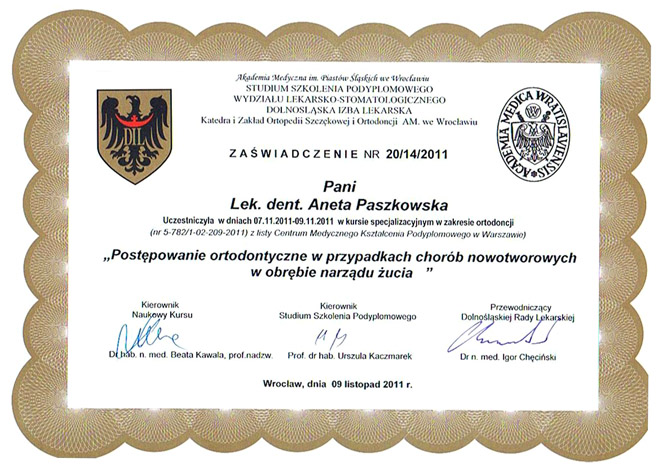 Akademia Medyczna im. Piastów Śląskich we Wrocławiu
STUDIUM SZKOLENIA PODYPLOMOWEGO
WYDZIAŁU LEKARSKO-STOMATOLOGICZNEGO
DOLNOŚLĄSKA IZBA LEKARSKA
Katedra i Zakład Ortopedii Szczękowej i Ortodoncji AM. we Wrocławiu
DIL
ACADEMIA MEDICA WRATISLAVIENSIS
ZAŚWIADCZENIE NR 20/14/2011
Pani
Lek. dent. Aneta Paszkowska
Uczestniczyła w dniach 07.11.2011-09.11.2011 w kursie specjalizacyjnym w zakresie ortodoncji
(nr 5-782/1-02-209-2011) z listy Centrum Medycznego Kształcenia Podyplomowego w Warszawie)
„Postępowanie ortodontyczne w przypadkach chorób nowotworowych
w obrębie narządu żucia ”
Kierownik
Naukowy Kursu
Dr hab. n. med. Beata Kawala, prof.nadzw.
Kierownik
Studium Szkolenia Podyplomowego
Prof. dr hab. Urszula Kaczmarek
Przewodniczący
Dolnośląskiej Rady Lekarskiej
Dr n. med. Igor Chęciński
Wrocław, dnia 09 listopad 2011 r.